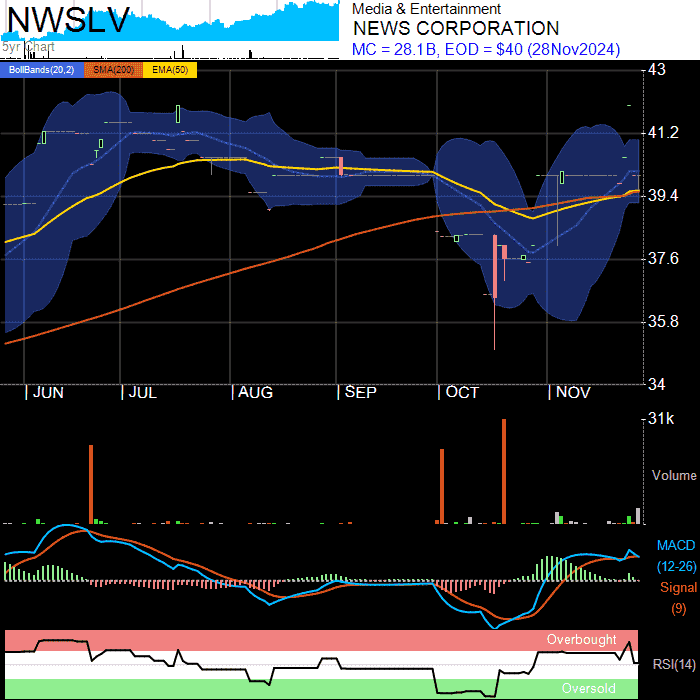 NWSLV
5yr Chart
Media & Entertainment
NEWS CORPORATION
MC = 28.1B, EOD = $40 (28Nov2024)
BollBands(20,2) SMA(200) EMA(50)
43
41.2
39.4
37.6
35.8
34
JUN JUL AUG SEP OCT NOV
31k
Volume
MACD
(12-26)
Signal
(9)
Overbought
RSI(14)
Oversold